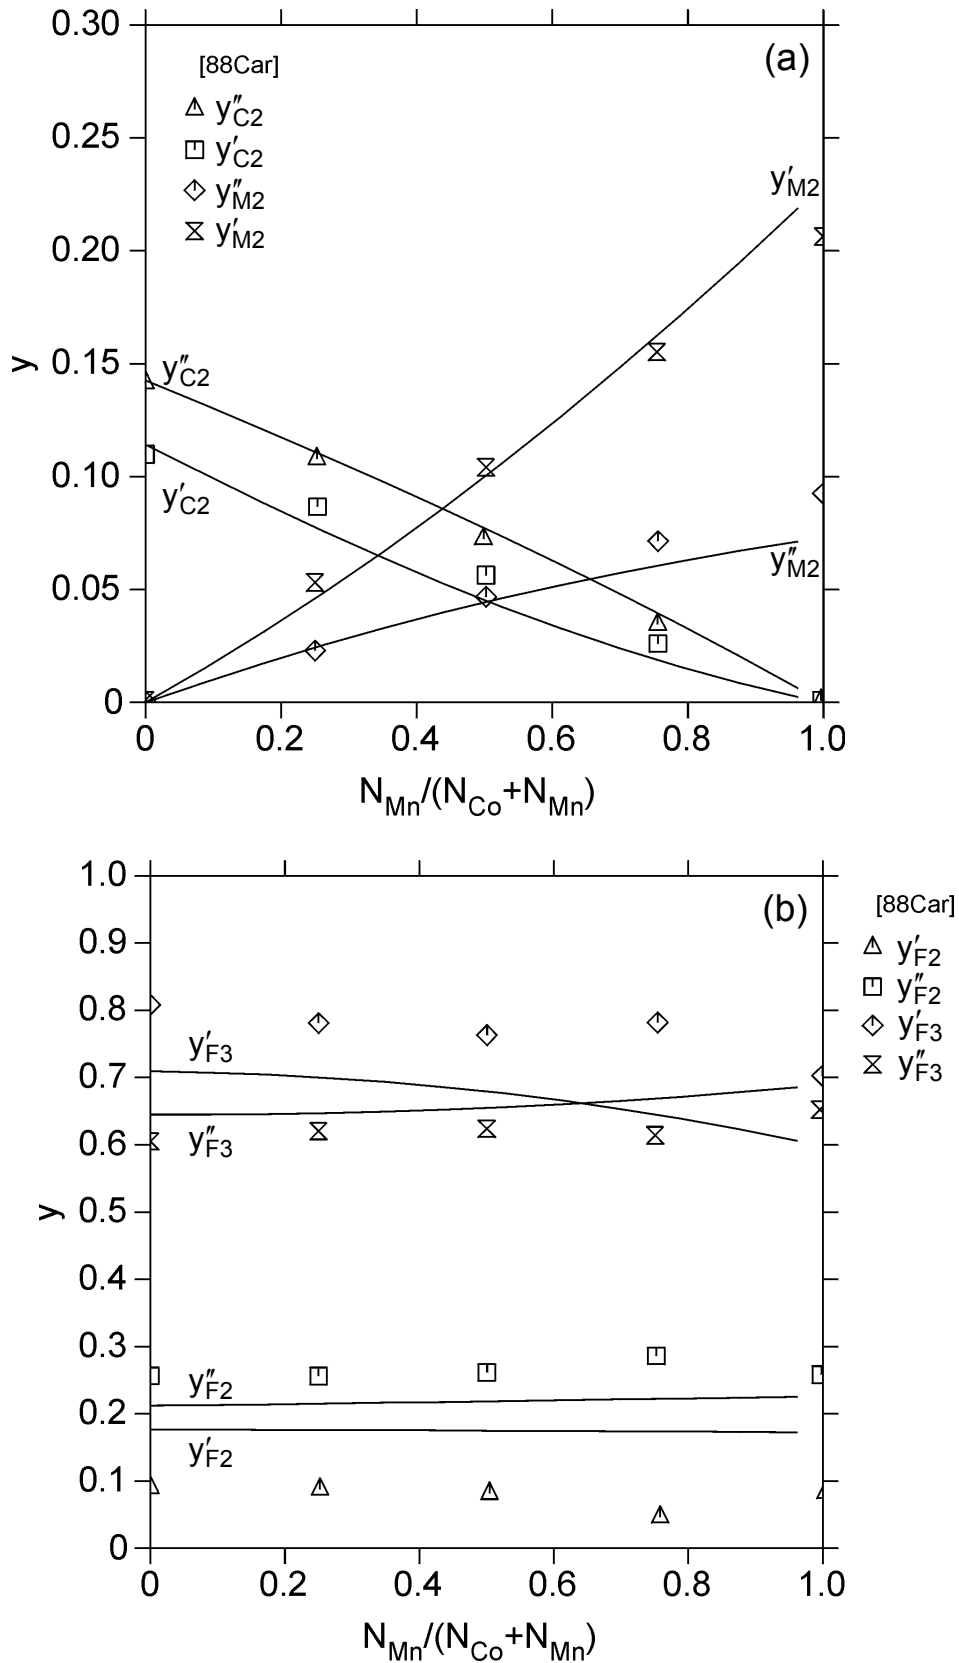 0.30
(a)
[88Car]
y″C2
y′C2
y″M2
y′M2
0.25
0.20
0.15
0.10
0.05
0
y
y′M2
y″C2
y′C2
y″M2
0 0.2 0.4 0.6 0.8 1.0
NMn/(NCo+NMn)
1.0
(b)
[88Car]
y′F2
y″F2
y′F3
y″F3
0.9
0.8
0.7
0.6
0.5
0.4
0.3
0.2
0.1
0
y
y′F3
y″F3
y″F2
y′F2
0 0.2 0.4 0.6 0.8 1.0
NMn/(NCo+NMn)